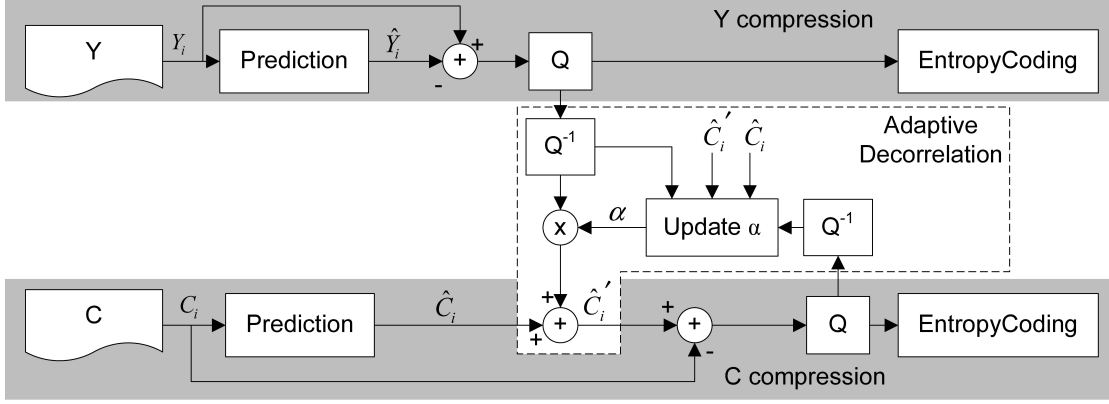 Y compression
Y
Y_i
Prediction
Ŷ_i
+
+
-
Q
EntropyCoding
Adaptive
Decorrelation
Q⁻¹
Ĉ_i′
Ĉ_i
x
α
Update α
Q⁻¹
C
C_i
Prediction
Ĉ_i
+
+
+
Ĉ_i′
+
+
-
Q
EntropyCoding
C compression